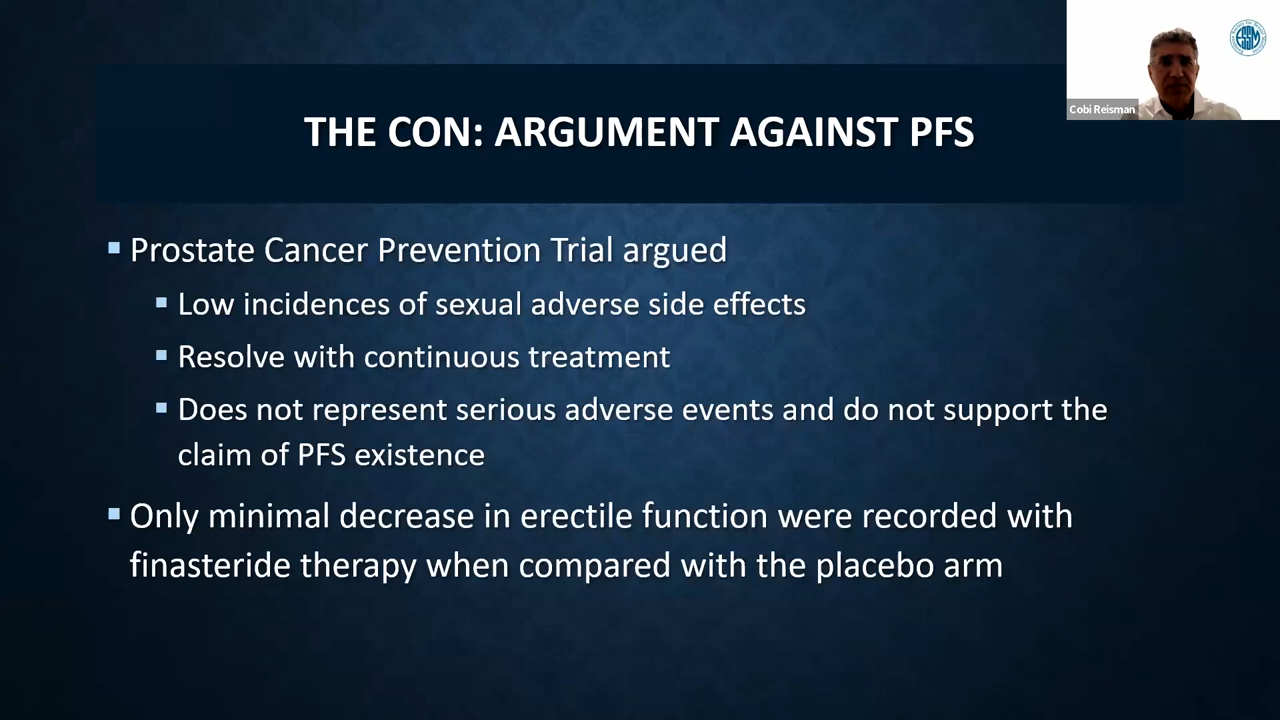 THE CON: ARGUMENT AGAINST PFS
Cobi Reisman
ESSM
▪ Prostate Cancer Prevention Trial argued
▪ Low incidences of sexual adverse side effects
▪ Resolve with continuous treatment
▪ Does not represent serious adverse events and do not support the
claim of PFS existence
▪ Only minimal decrease in erectile function were recorded with
finasteride therapy when compared with the placebo arm